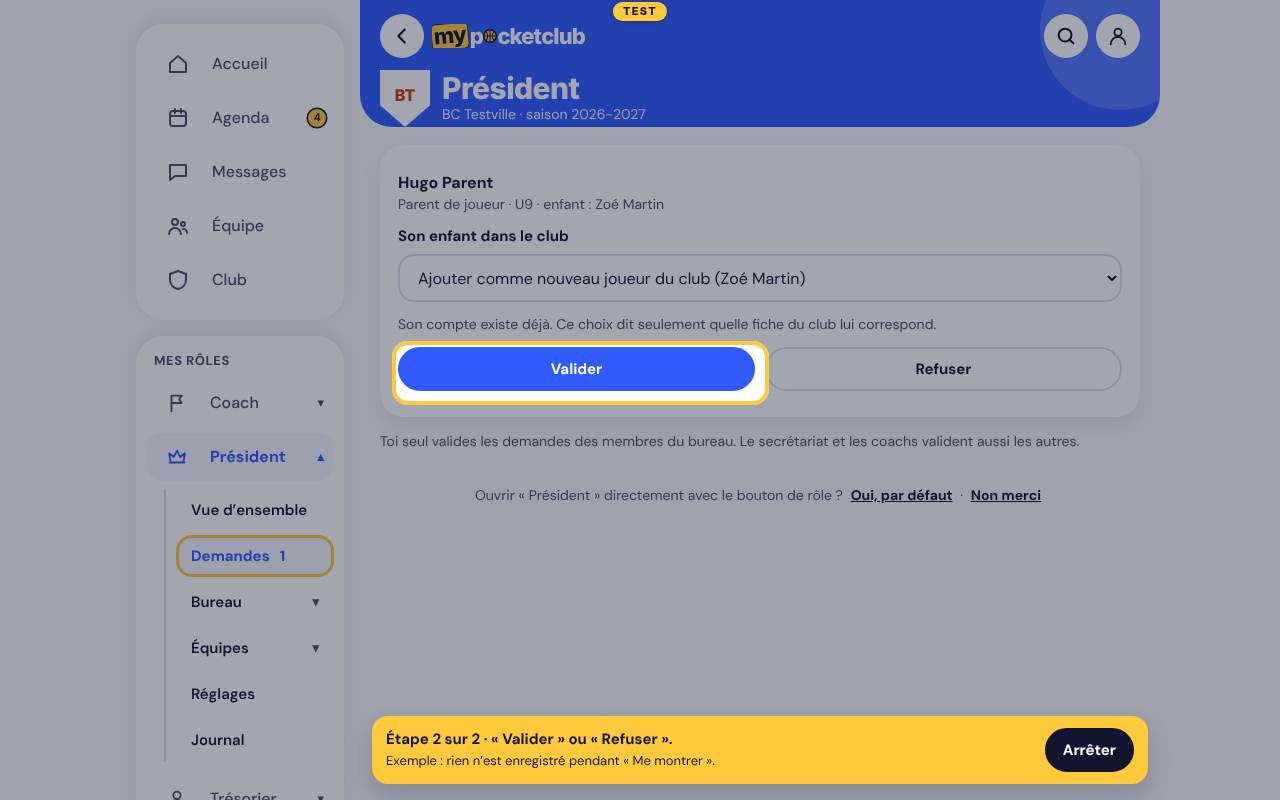 TEST
mypocketclub
BT
Président
BC Testville · saison 2026–2027
Accueil
Agenda 4
Messages
Équipe
Club
MES RÔLES
Coach ▾
Président ▴
Vue d’ensemble
Demandes 1
Bureau ▾
Équipes ▾
Réglages
Journal
Trésorier ▾
Hugo Parent
Parent de joueur · U9 · enfant : Zoé Martin
Son enfant dans le club
Ajouter comme nouveau joueur du club (Zoé Martin)
Son compte existe déjà. Ce choix dit seulement quelle fiche du club lui correspond.
Valider
Refuser
Toi seul valides les demandes des membres du bureau. Le secrétariat et les coachs valident aussi les autres.
Ouvrir « Président » directement avec le bouton de rôle ? Oui, par défaut · Non merci
Étape 2 sur 2 · « Valider » ou « Refuser ».
Exemple : rien n’est enregistré pendant « Me montrer ».
Arrêter